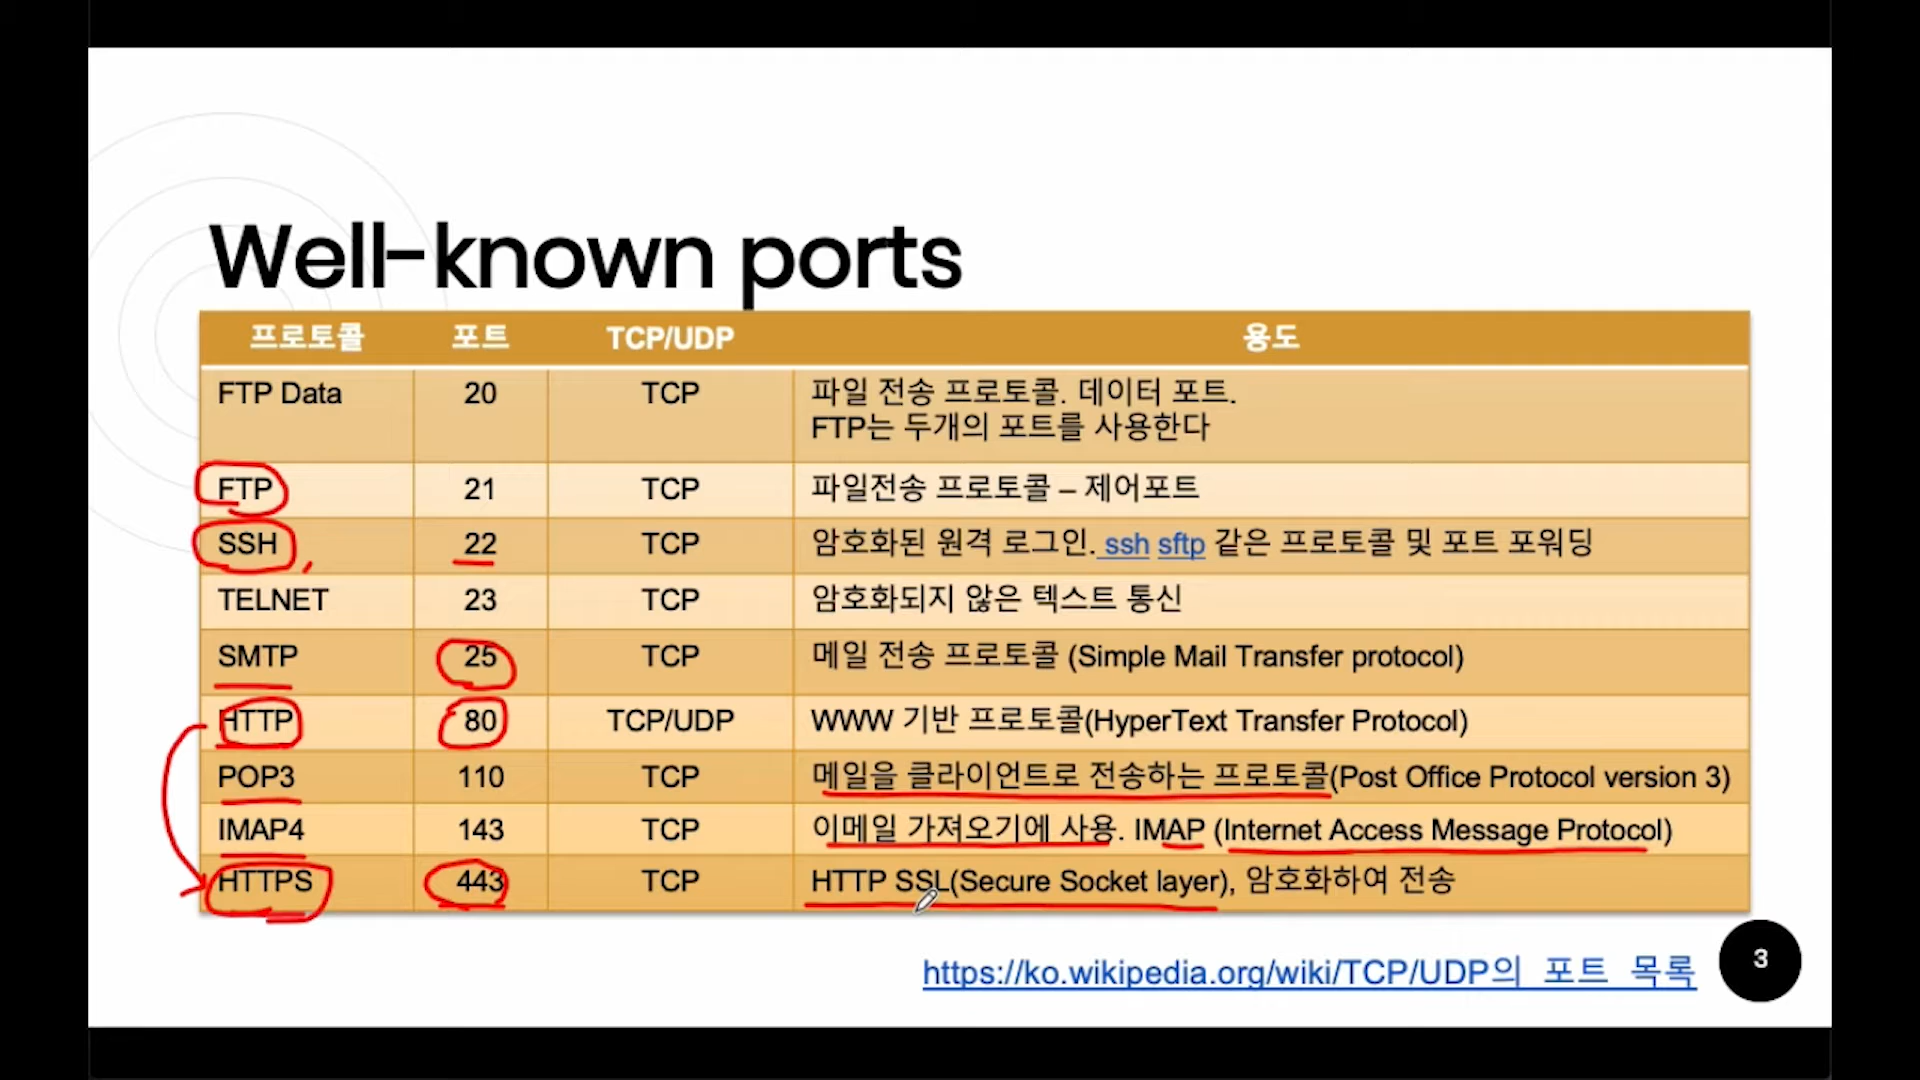 Well-known ports
프로토콜 포트 TCP/UDP 용도
FTP Data 20 TCP 파일 전송 프로토콜. 데이터 포트.
FTP는 두개의 포트를 사용한다
FTP 21 TCP 파일전송 프로토콜 – 제어포트
SSH 22 TCP 암호화된 원격 로그인. ssh sftp 같은 프로토콜 및 포트 포워딩
TELNET 23 TCP 암호화되지 않은 텍스트 통신
SMTP 25 TCP 메일 전송 프로토콜 (Simple Mail Transfer protocol)
HTTP 80 TCP/UDP WWW 기반 프로토콜(HyperText Transfer Protocol)
POP3 110 TCP 메일을 클라이언트로 전송하는 프로토콜(Post Office Protocol version 3)
IMAP4 143 TCP 이메일 가져오기에 사용. IMAP (Internet Access Message Protocol)
HTTPS 443 TCP HTTP SSL(Secure Socket layer), 암호화하여 전송
https://ko.wikipedia.org/wiki/TCP/UDP의_포트_목록
3